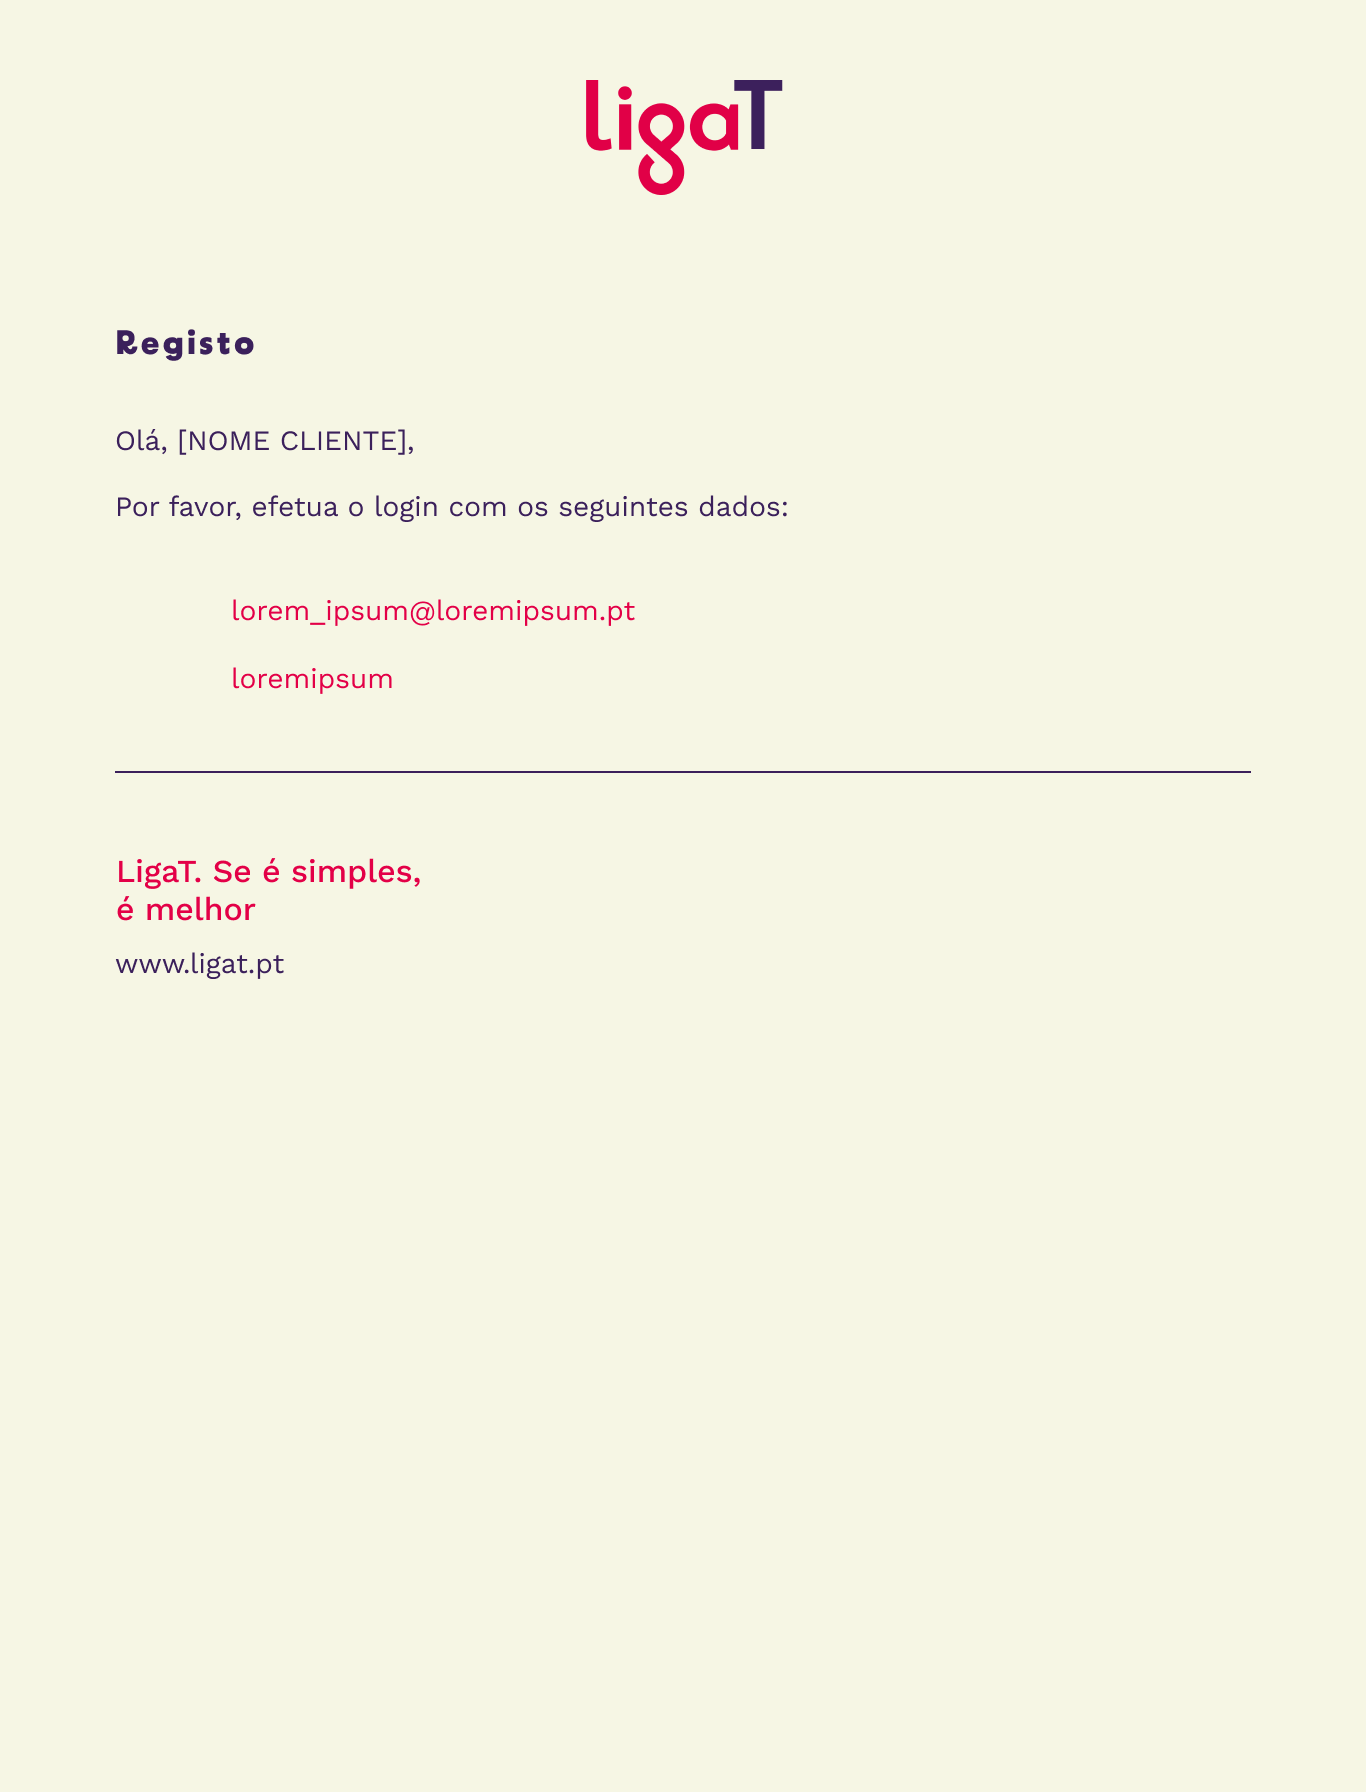 ligaT
Registo
Olá, [NOME CLIENTE],
Por favor, efetua o login com os seguintes dados:
lorem_ipsum@loremipsum.pt
loremipsum
LigaT. Se é simples,
é melhor
www.ligat.pt